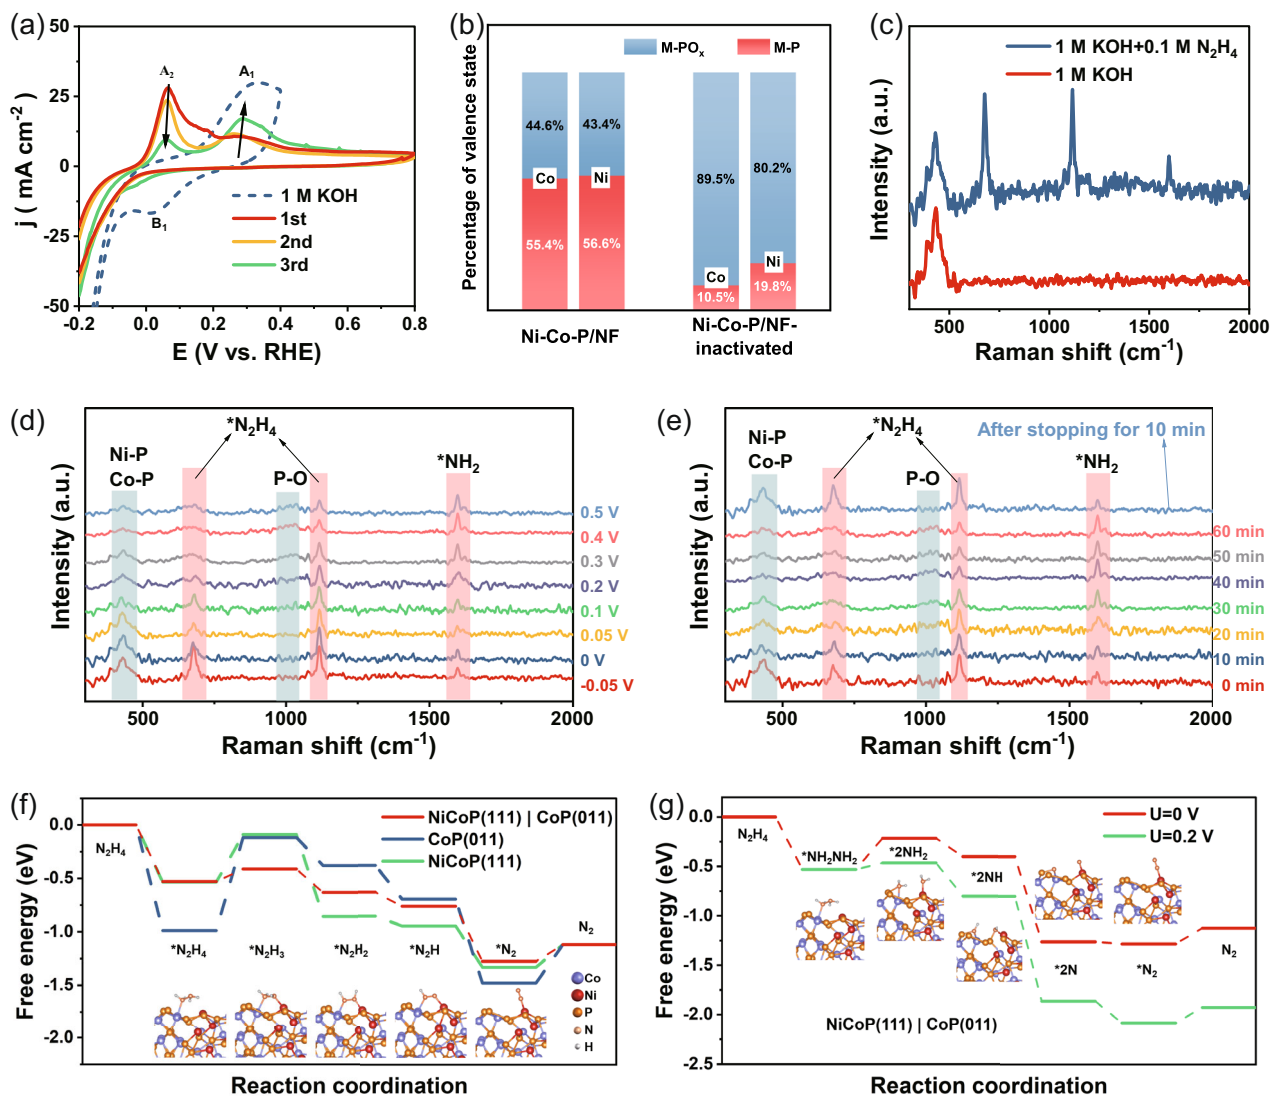 (a)
50
25
0
-25
-50
j ( mA cm⁻²)
A₂
A₁
B₁
1 M KOH
1st
2nd
3rd
-0.2
0.0
0.2
0.4
0.6
0.8
E (V vs. RHE)
(b)
Percentage of valence state
M-POₓ
M-P
44.6%
43.4%
Co
Ni
55.4%
56.6%
89.5%
80.2%
Co
Ni
10.5%
19.8%
Ni-Co-P/NF
Ni-Co-P/NF-
inactivated
(c)
Intensity (a.u.)
1 M KOH+0.1 M N₂H₄
1 M KOH
500
1000
1500
2000
Raman shift (cm⁻¹)
(d)
Intensity (a.u.)
*N₂H₄
Ni-P
Co-P
P-O
*NH₂
0.5 V
0.4 V
0.3 V
0.2 V
0.1 V
0.05 V
0 V
-0.05 V
500
1000
1500
2000
Raman shift (cm⁻¹)
(e)
Intensity (a.u.)
*N₂H₄
After stopping for 10 min
Ni-P
Co-P
P-O
*NH₂
60 min
50 min
40 min
30 min
20 min
10 min
0 min
500
1000
1500
2000
Raman shift (cm⁻¹)
(f)
Free energy (eV)
0.0
-0.5
-1.0
-1.5
-2.0
NiCoP(111) | CoP(011)
CoP(011)
NiCoP(111)
N₂H₄
*N₂H₄
*N₂H₃
*N₂H₂
*N₂H
*N₂
N₂
Co
Ni
P
N
H
Reaction coordination
(g)
Free energy (eV)
0.0
-0.5
-1.0
-1.5
-2.0
-2.5
U=0 V
U=0.2 V
N₂H₄
*NH₂NH₂
*2NH₂
*2NH
*2N
*N₂
N₂
NiCoP(111) | CoP(011)
Reaction coordination